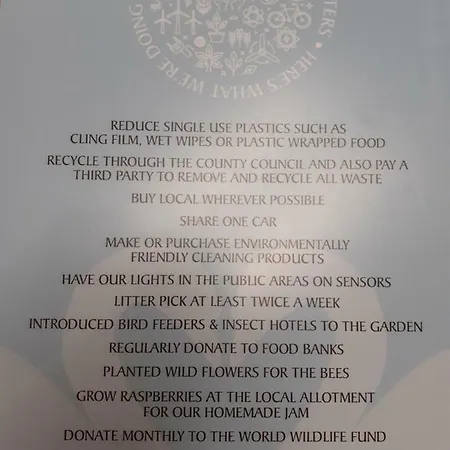 TTERS • HERE'S WHAT WE'RE DOING
REDUCE SINGLE USE PLASTICS SUCH AS
CLING FILM, WET WIPES OR PLASTIC WRAPPED FOOD
RECYCLE THROUGH THE COUNTY COUNCIL AND ALSO PAY A
THIRD PARTY TO REMOVE AND RECYCLE ALL WASTE
BUY LOCAL WHEREVER POSSIBLE
SHARE ONE CAR
MAKE OR PURCHASE ENVIRONMENTALLY
FRIENDLY CLEANING PRODUCTS
HAVE OUR LIGHTS IN THE PUBLIC AREAS ON SENSORS
LITTER PICK AT LEAST TWICE A WEEK
INTRODUCED BIRD FEEDERS & INSECT HOTELS TO THE GARDEN
REGULARLY DONATE TO FOOD BANKS
PLANTED WILD FLOWERS FOR THE BEES
GROW RASPBERRIES AT THE LOCAL ALLOTMENT
FOR OUR HOMEMADE JAM
DONATE MONTHLY TO THE WORLD WILDLIFE FUND